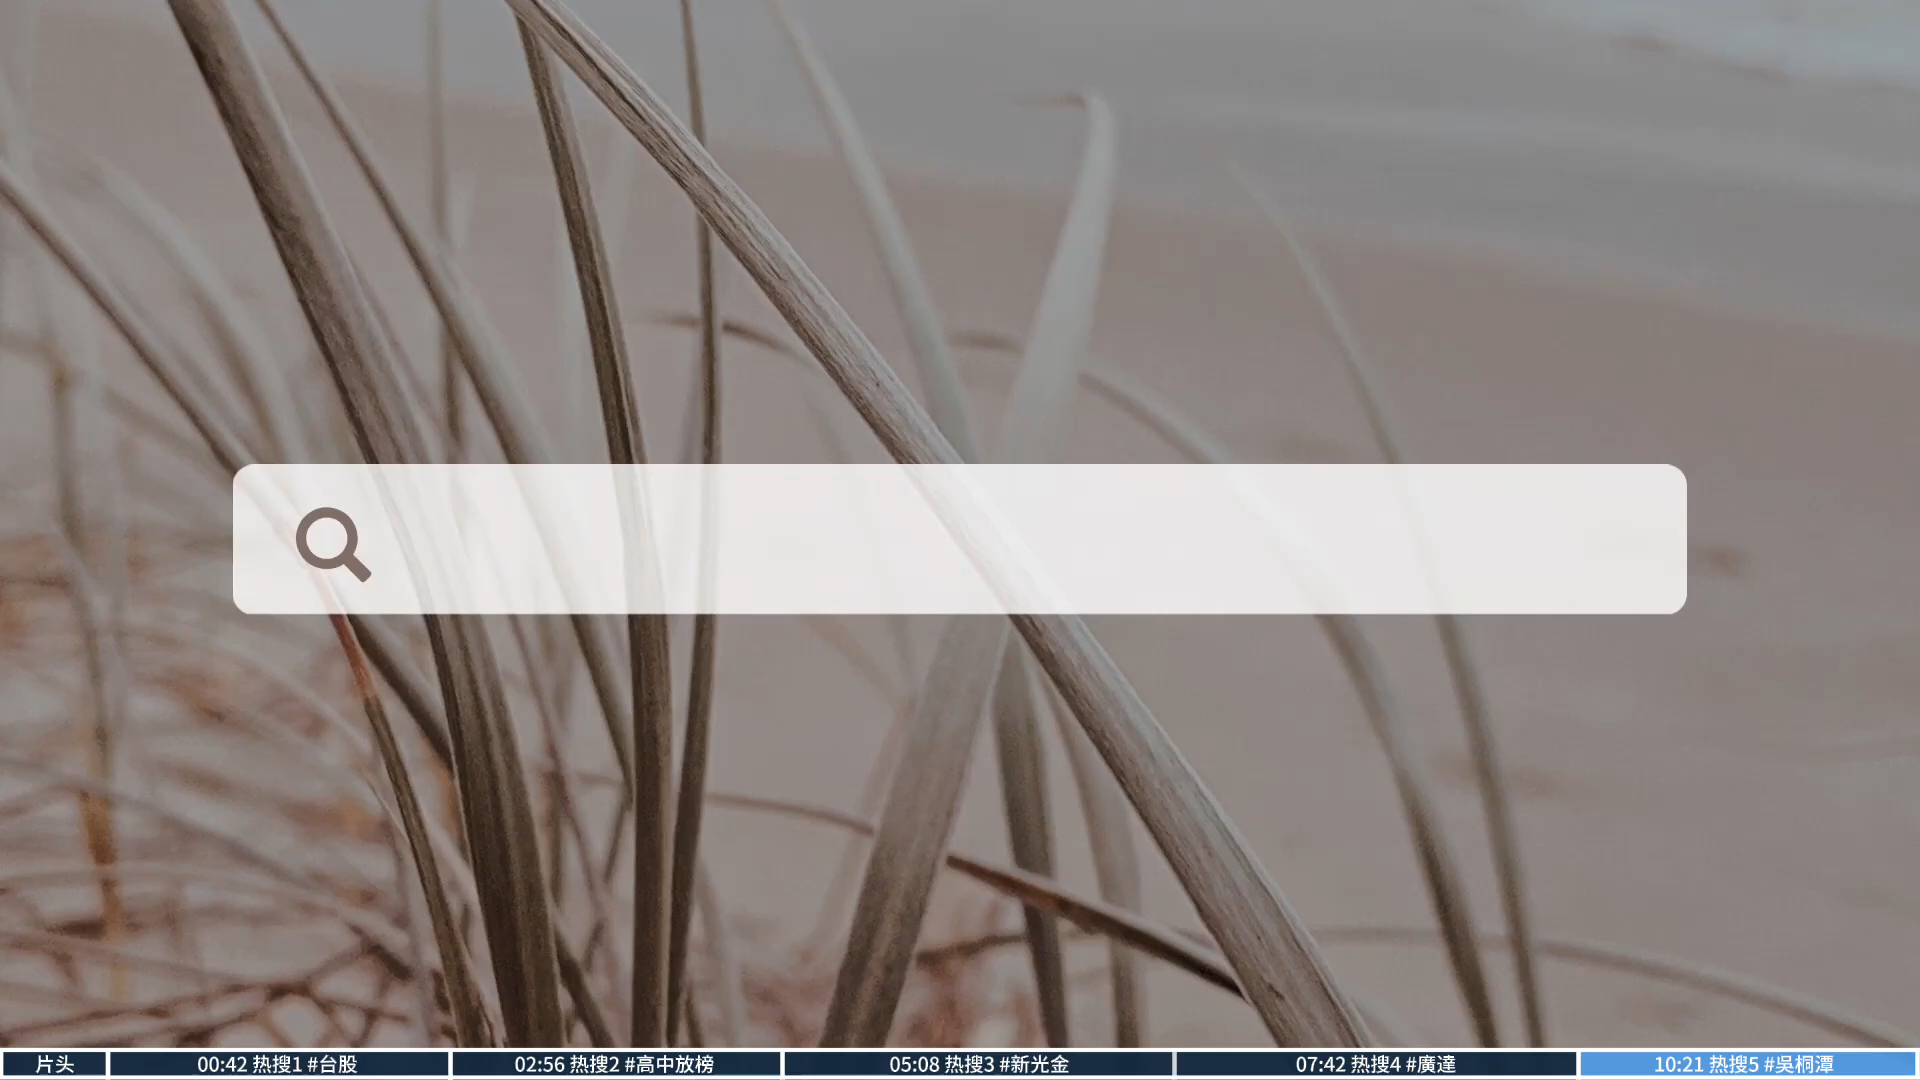 片头
00:42 热搜1 #台股
02:56 热搜2 #高中放榜
05:08 热搜3 #新光金
07:42 热搜4 #廣達
10:21 热搜5 #吳桐潭